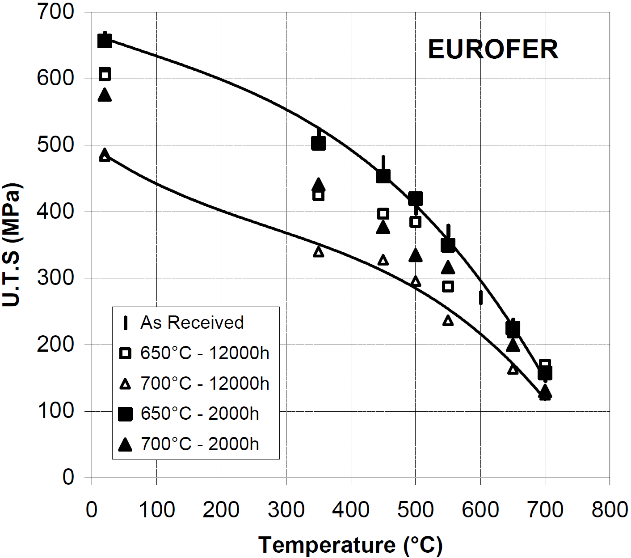 700
600
500
400
300
200
100
0
U.T.S (MPa)
EUROFER
As Received
650°C - 12000h
700°C - 12000h
650°C - 2000h
700°C - 2000h
0 100 200 300 400 500 600 700 800
Temperature (°C)